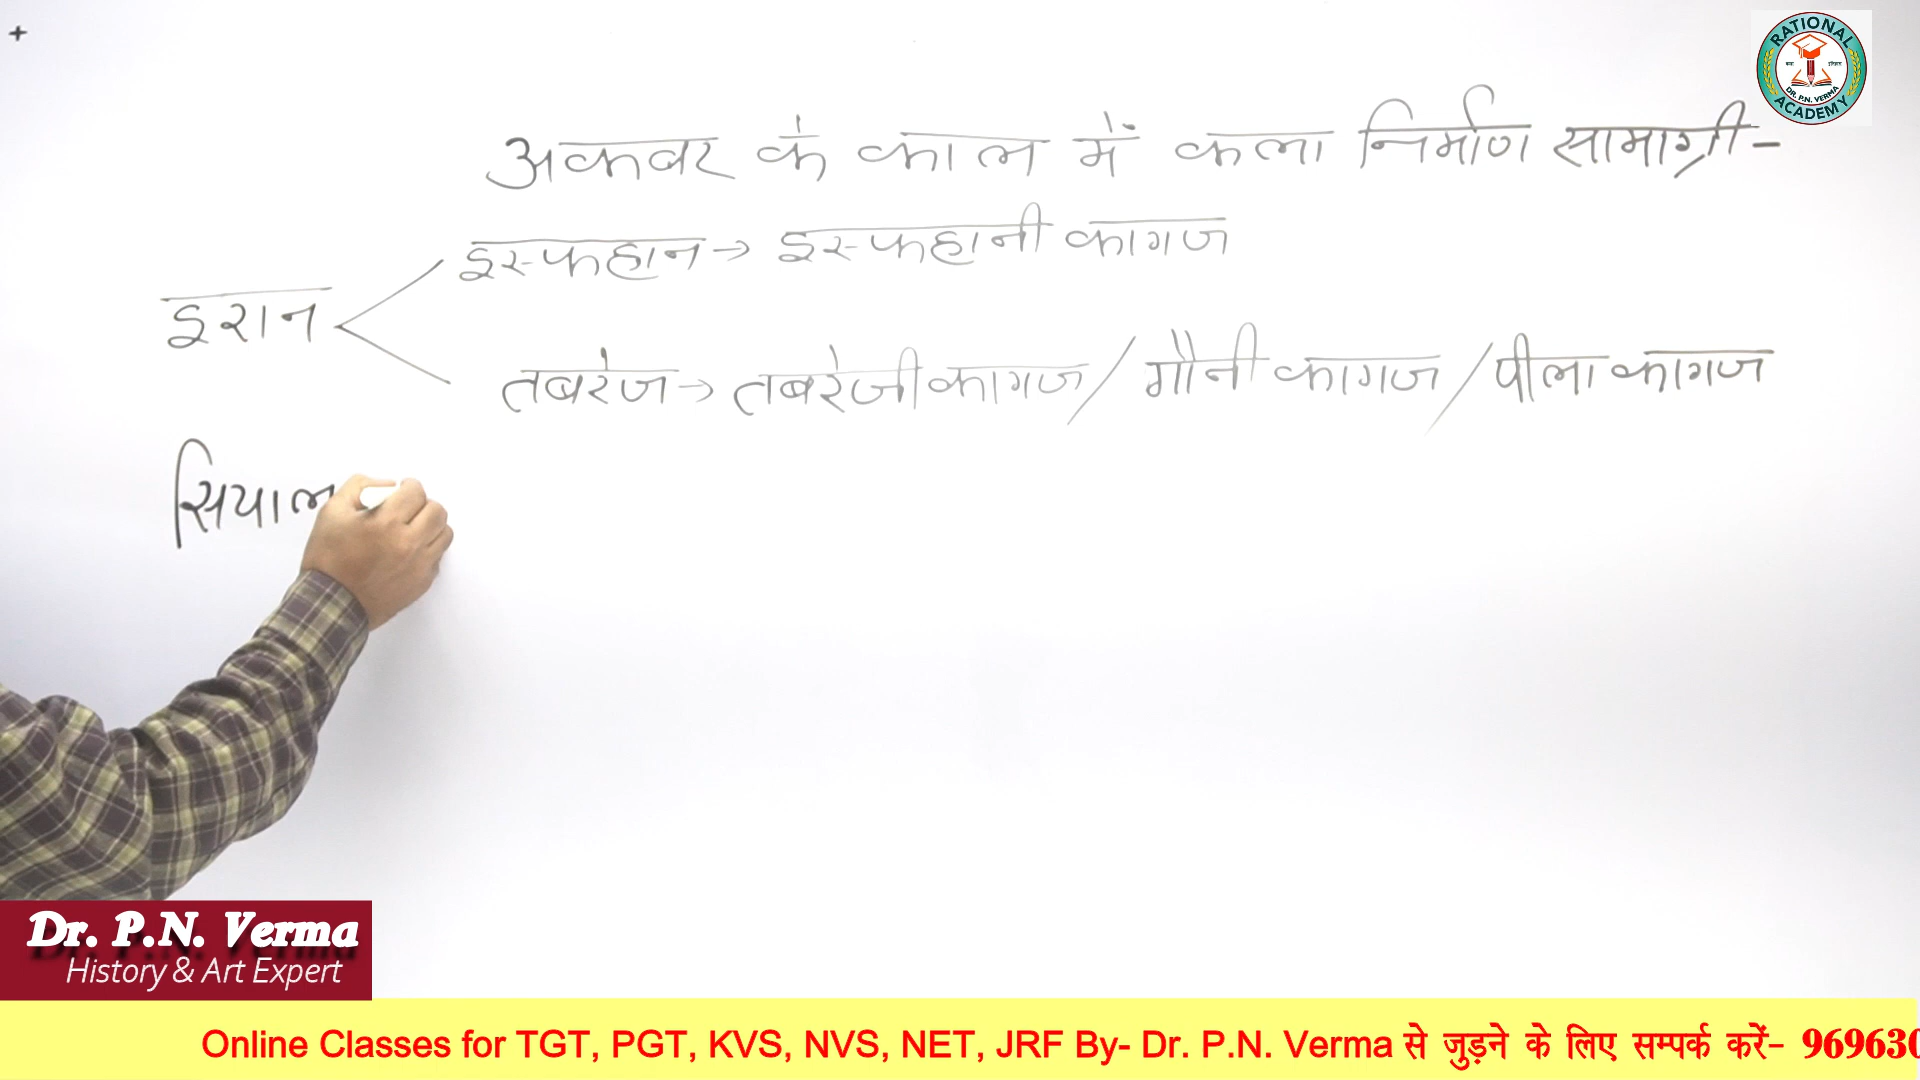 RATIONAL
DR. P.N. VERMA
ACADEMY
अकबर के काल में कला निर्माण सामाग्री-
इस्फहान → इस्फहानी कागज
इरान
तबरेज → तबरेजी कागज / गौनी कागज / पीला कागज
सियाल
Dr. P.N. Verma
History & Art Expert
Online Classes for TGT, PGT, KVS, NVS, NET, JRF By- Dr. P.N. Verma से जुड़ने के लिए सम्पर्क करें- 969630